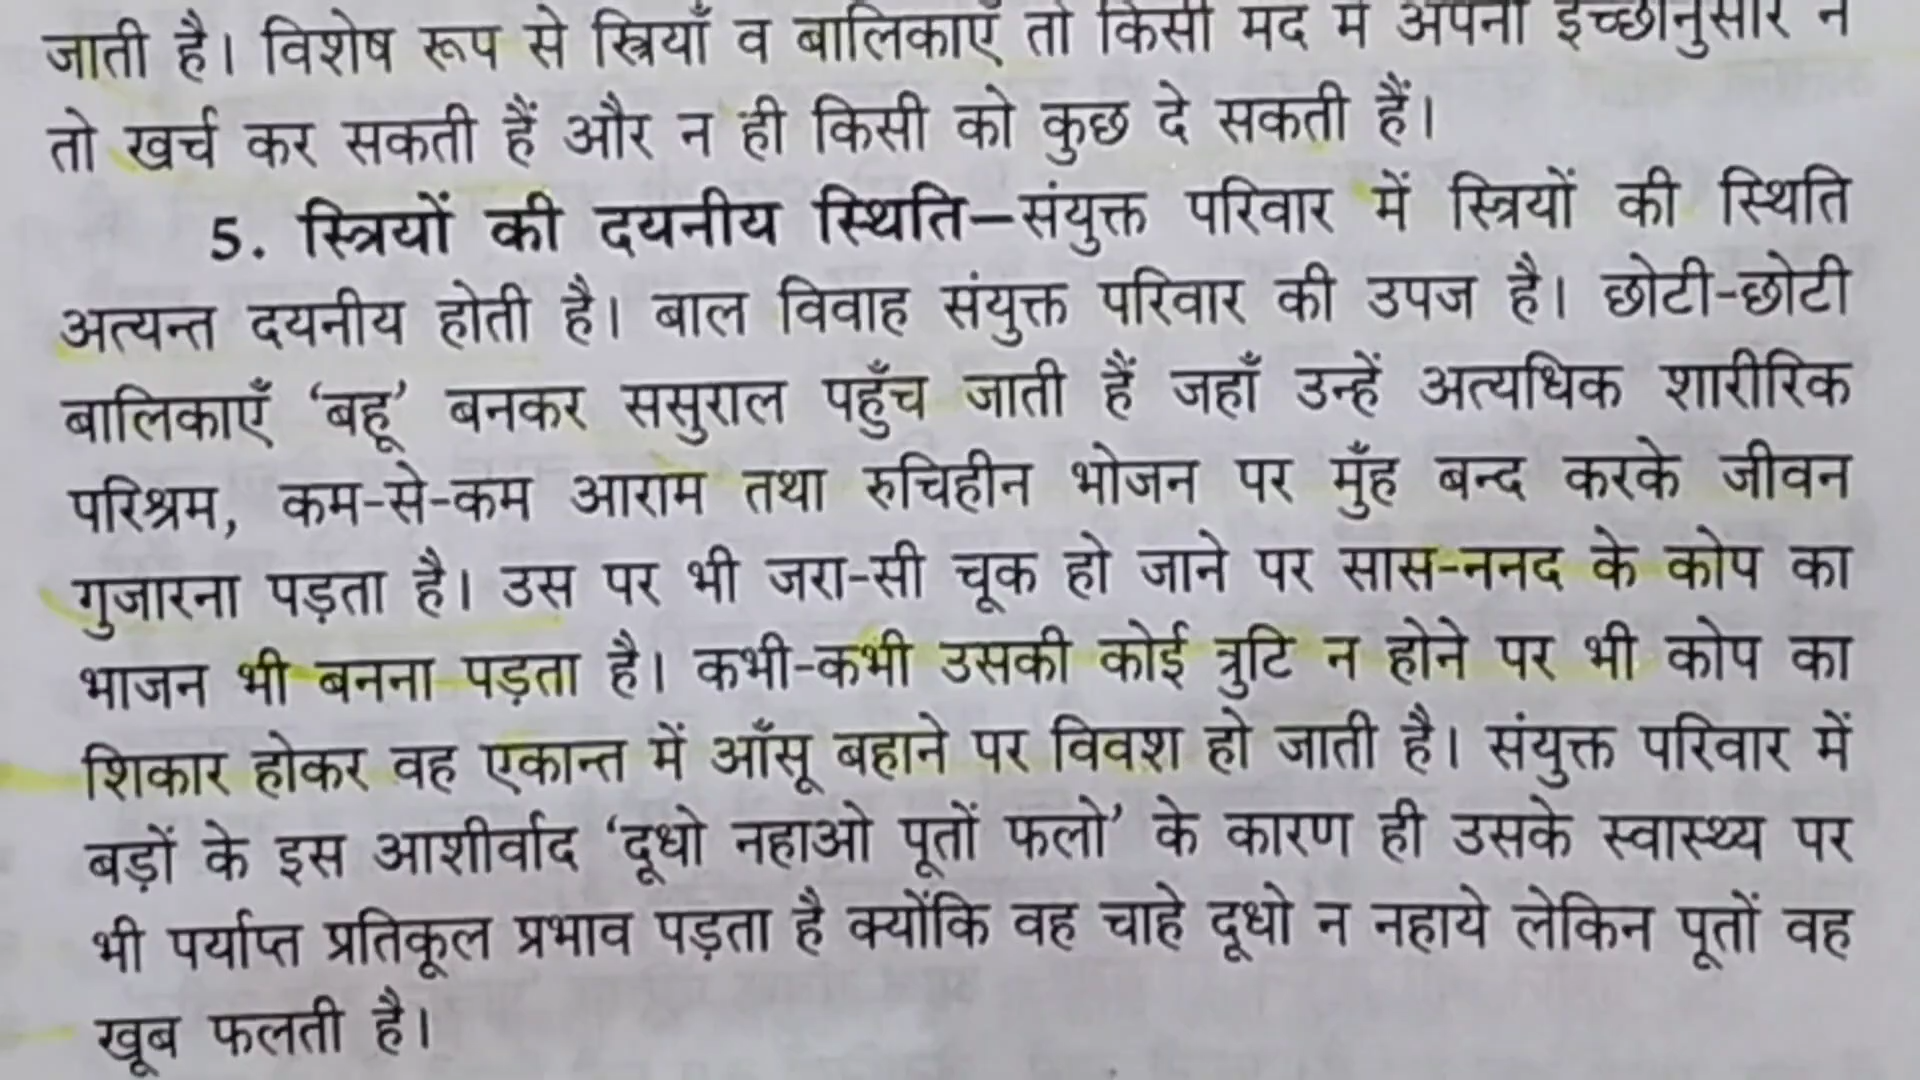 जाती है। विशेष रूप से स्त्रियाँ व बालिकाएँ तो किसी मद में अपनी इच्छानुसार न
तो खर्च कर सकती हैं और न ही किसी को कुछ दे सकती हैं।
5. स्त्रियों की दयनीय स्थिति—संयुक्त परिवार में स्त्रियों की स्थिति
अत्यन्त दयनीय होती है। बाल विवाह संयुक्त परिवार की उपज है। छोटी-छोटी
बालिकाएँ ‘बहू’ बनकर ससुराल पहुँच जाती हैं जहाँ उन्हें अत्यधिक शारीरिक
परिश्रम, कम-से-कम आराम तथा रुचिहीन भोजन पर मुँह बन्द करके जीवन
गुजारना पड़ता है। उस पर भी जरा-सी चूक हो जाने पर सास-ननद के कोप का
भाजन भी बनना पड़ता है। कभी-कभी उसकी कोई त्रुटि न होने पर भी कोप का
शिकार होकर वह एकान्त में आँसू बहाने पर विवश हो जाती है। संयुक्त परिवार में
बड़ों के इस आशीर्वाद ‘दूधो नहाओ पूतों फलो’ के कारण ही उसके स्वास्थ्य पर
भी पर्याप्त प्रतिकूल प्रभाव पड़ता है क्योंकि वह चाहे दूधो न नहाये लेकिन पूतों वह
खूब फलती है।